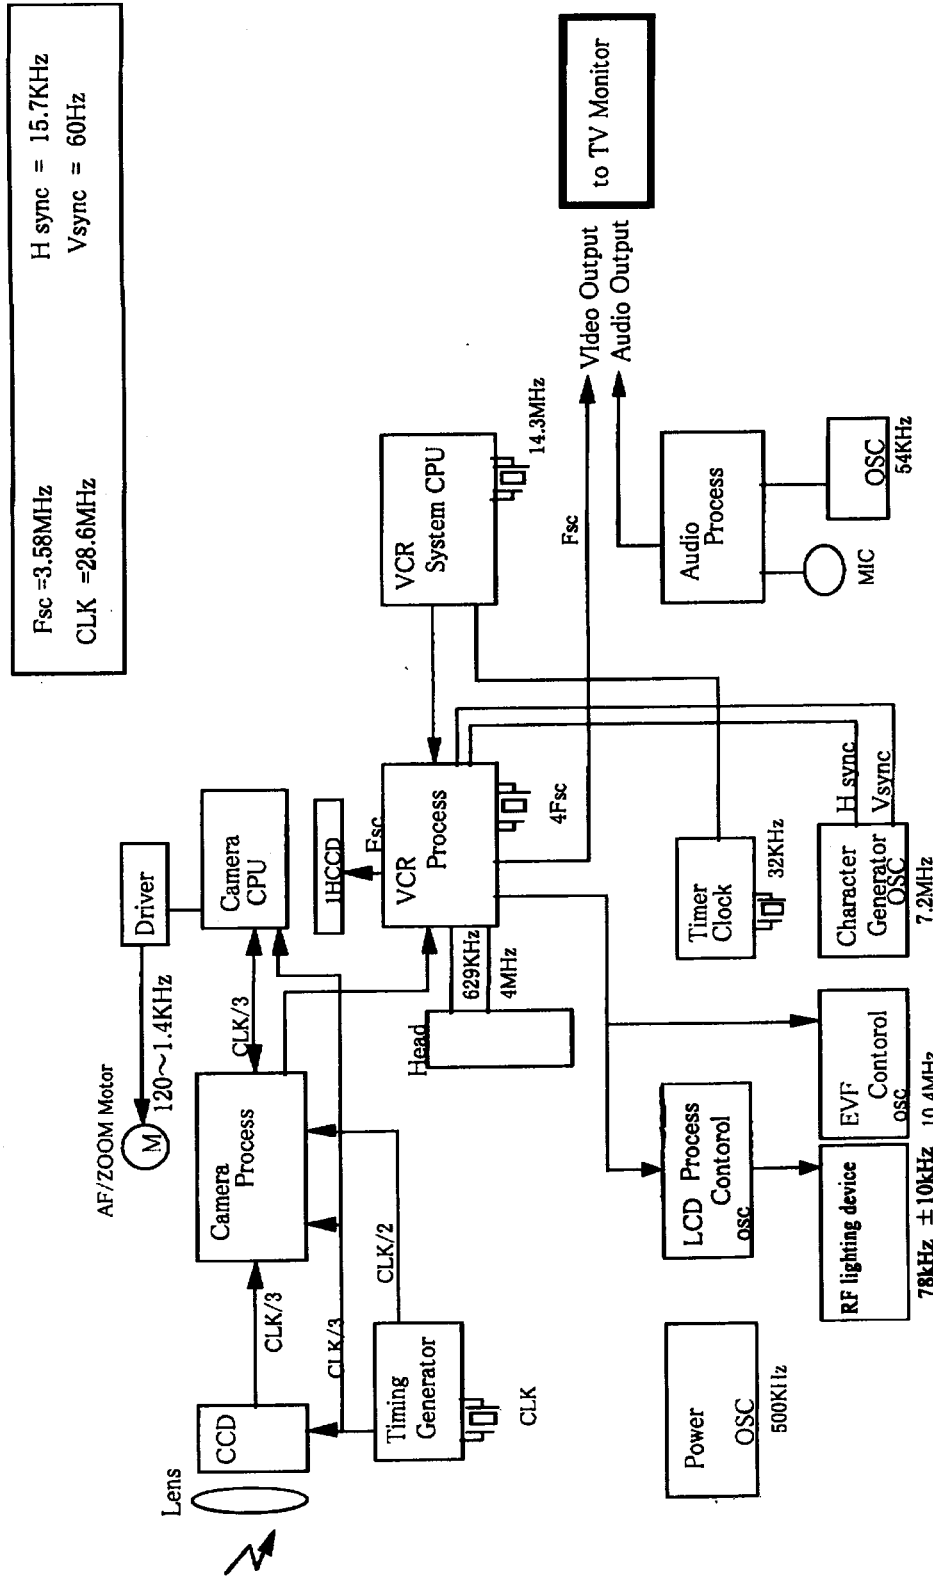 Fsc =3.58MHz
H sync = 15.7KHz
CLK =28.6MHz
Vsync = 60Hz
AF/ZOOM Motor
M
120～1.4KHz
Driver
Lens
CCD
CLK/3
Camera
Process
CLK/3
Camera
CPU
CLK/3
CLK/2
Timing
Generator
CLK
1HCCD
Fsc
Head
629KHz
4MHz
VCR
Process
4Fsc
VCR
System CPU
14.3MHz
Fsc
VIdeo Output
Audio Output
to TV Monitor
Power
OSC
500KHz
LCD Process
Contorol
osc
RF lighting device
78kHz ±10kHz
EVF
Contorol
osc
10.4MHz
Timer
Clock
32KHz
Character
Generator
OSC
7.2MHz
H sync
Vsync
Audio
Process
MIC
OSC
54KHz